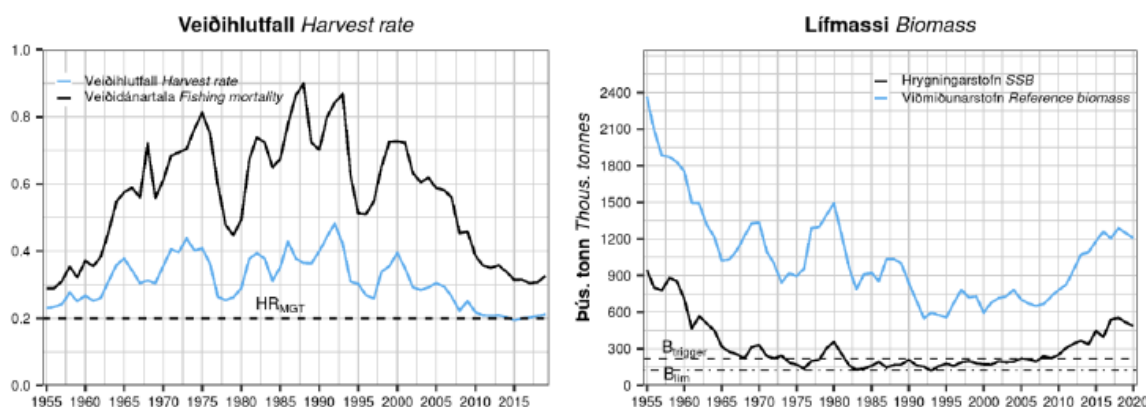 Veiðihlutfall Harvest rate
1.0
0.8
0.6
0.4
0.2
0.0
Veiðihlutfall Harvest rate
Veiðidánartala Fishing mortality
HRMGT
1955 1960 1965 1970 1975 1980 1985 1990 1995 2000 2005 2010 2015
Lífmassi Biomass
Þús. tonn Thous. tonnes
2400
2100
1800
1500
1200
900
600
300
0
Hrygningarstofn SSB
Viðmiðunarstofn Reference biomass
Btrigger
Blim
1955 1960 1965 1970 1975 1980 1985 1990 1995 2000 2005 2010 2015 2020